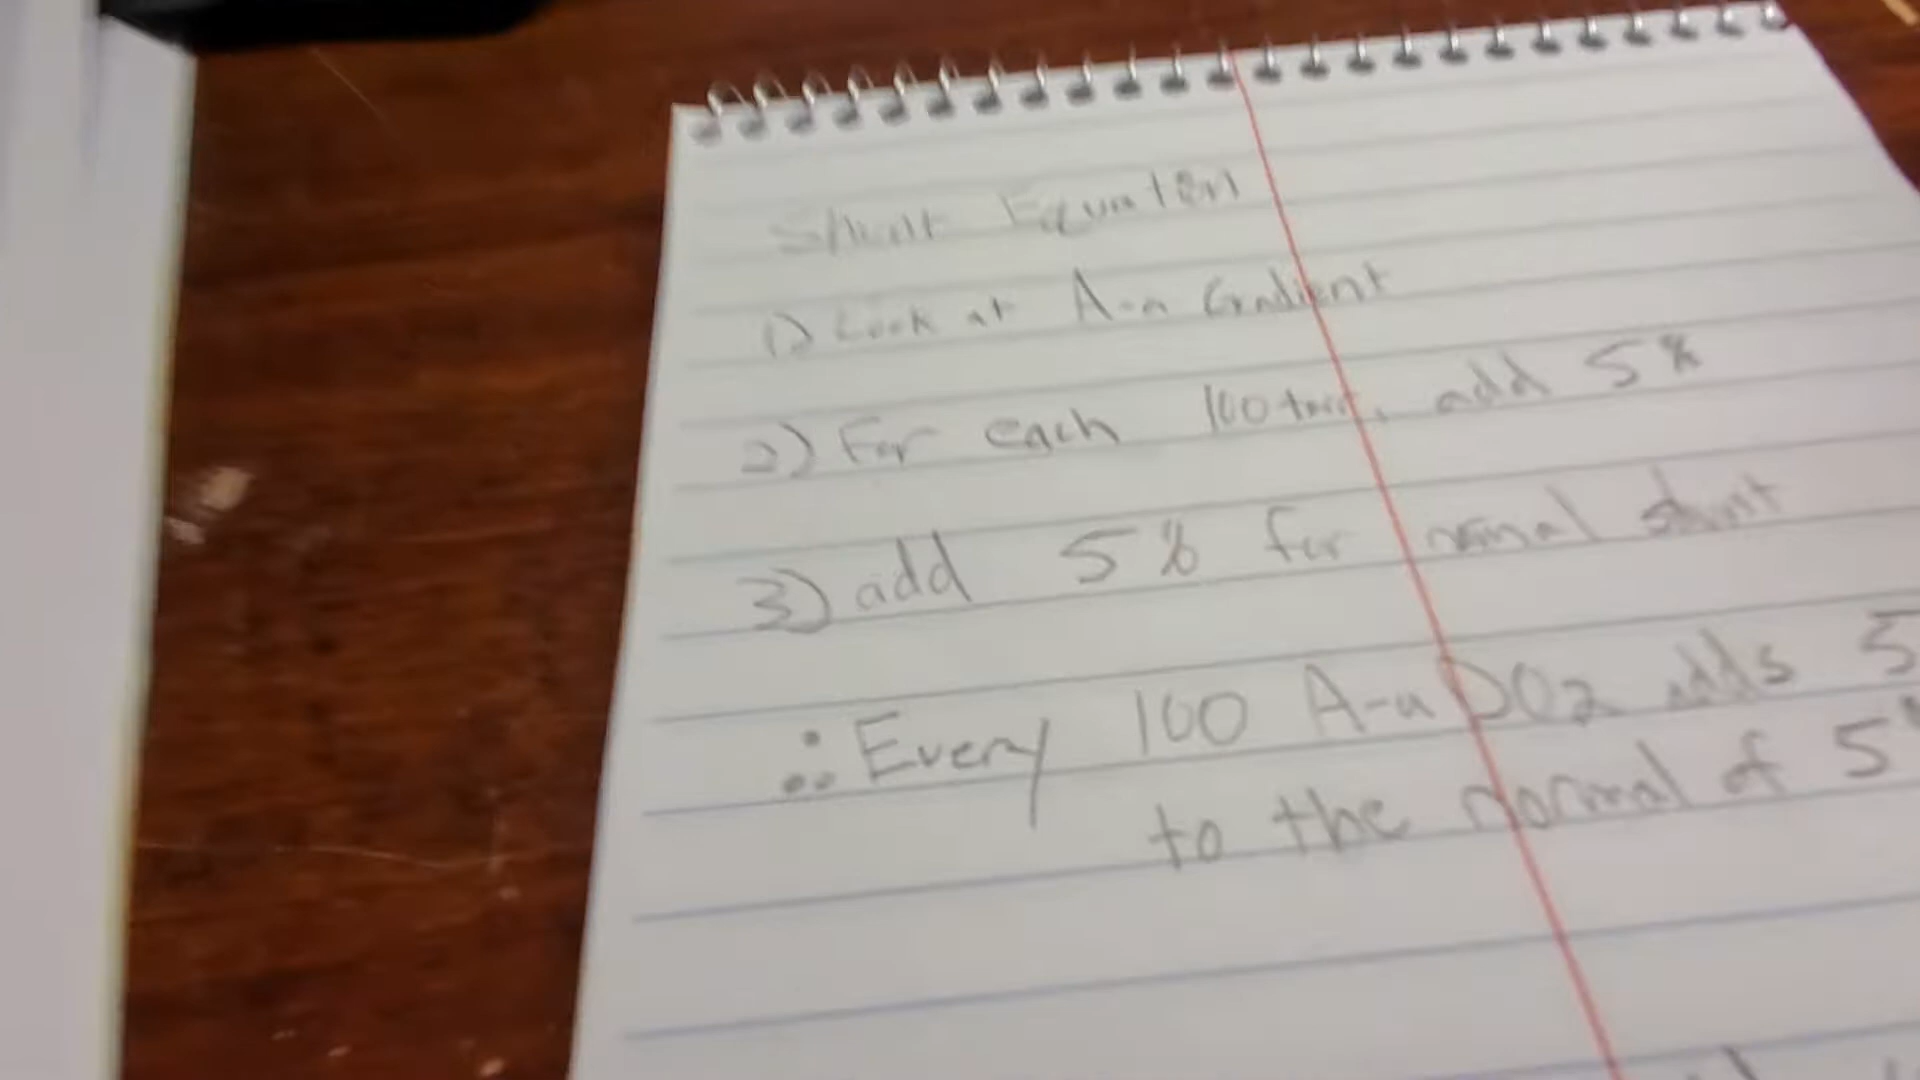 Shunt Equation
1) Look at A-a Gradient
2) For each 100 torr, add 5%
3) add 5% for normal shunt
∴ Every 100 A-a DO2 adds 5
to the normal of 5%